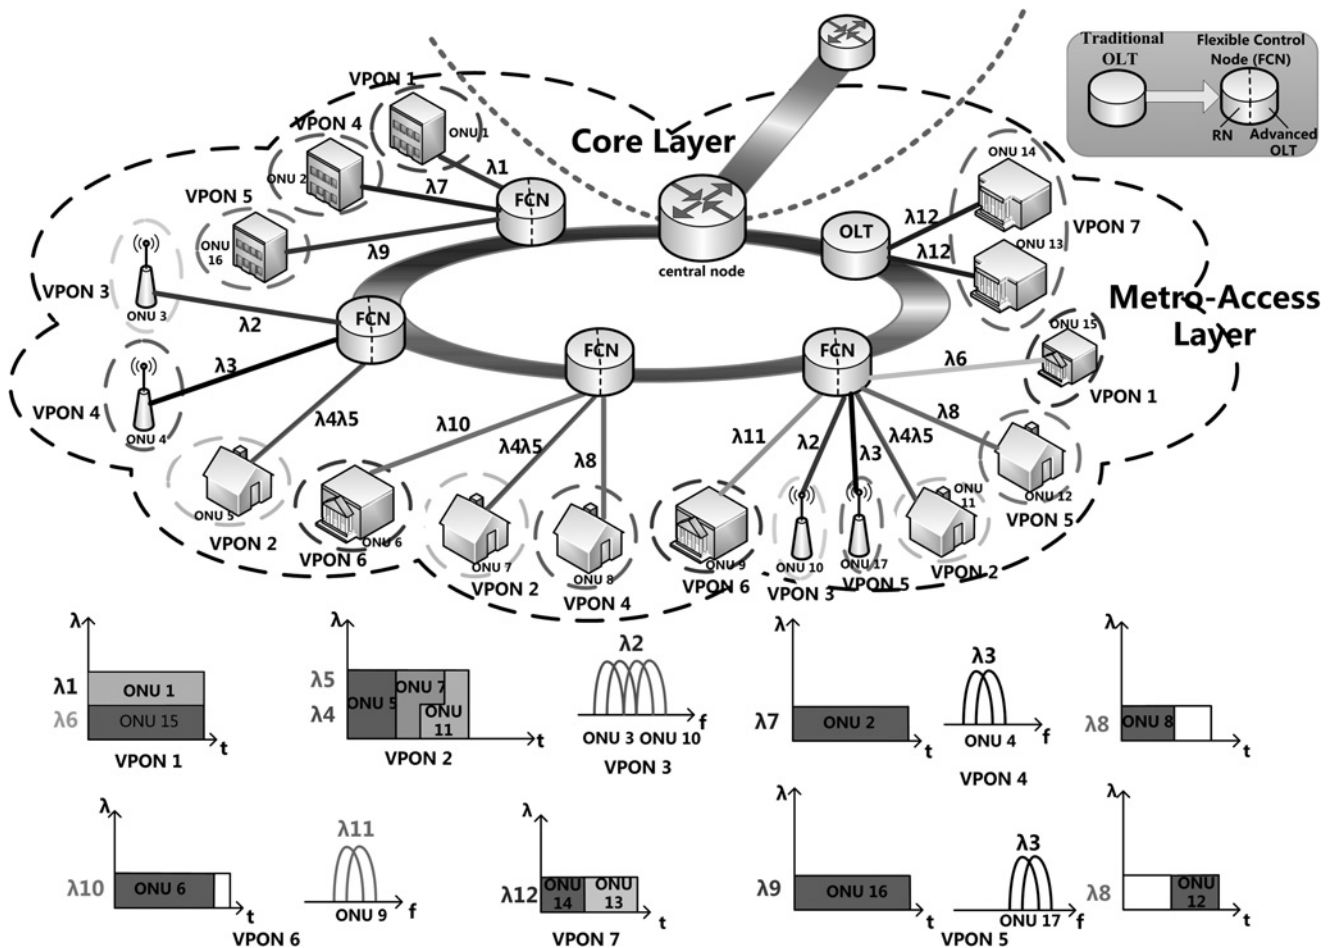 Traditional
OLT
Flexible Control
Node (FCN)
RN
Advanced
OLT
Core Layer
Metro-Access
Layer
central node
VPON 1
ONU 1
λ1
VPON 4
ONU 2
λ7
FCN
VPON 5
ONU
16
λ9
VPON 3
ONU 3
λ2
FCN
VPON 4
ONU 4
λ3
λ4λ5
ONU 5
VPON 2
FCN
λ10
ONU 6
VPON 6
λ4λ5
ONU 7
VPON 2
λ8
ONU 8
VPON 4
FCN
λ11
ONU 9
VPON 6
λ2
ONU 10
VPON 3
λ3
ONU 17
VPON 5
λ4λ5
ONU
11
VPON 2
λ8
ONU 12
VPON 5
λ6
ONU 15
VPON 1
OLT
λ12
ONU 14
λ12
ONU 13
VPON 7
λ
λ1
λ6
ONU 1
ONU 15
t
VPON 1
λ
λ5
λ4
ONU 5
ONU 7
ONU
11
t
VPON 2
λ2
f
ONU 3 ONU 10
VPON 3
λ
λ7
ONU 2
t
λ3
ONU 4
f
VPON 4
λ
λ8
ONU 8
t
λ
λ10
ONU 6
t
VPON 6
λ11
ONU 9
f
λ
λ12
ONU
14
ONU
13
t
VPON 7
λ
λ9
ONU 16
t
λ3
ONU 17
f
VPON 5
λ
λ8
ONU
12
t